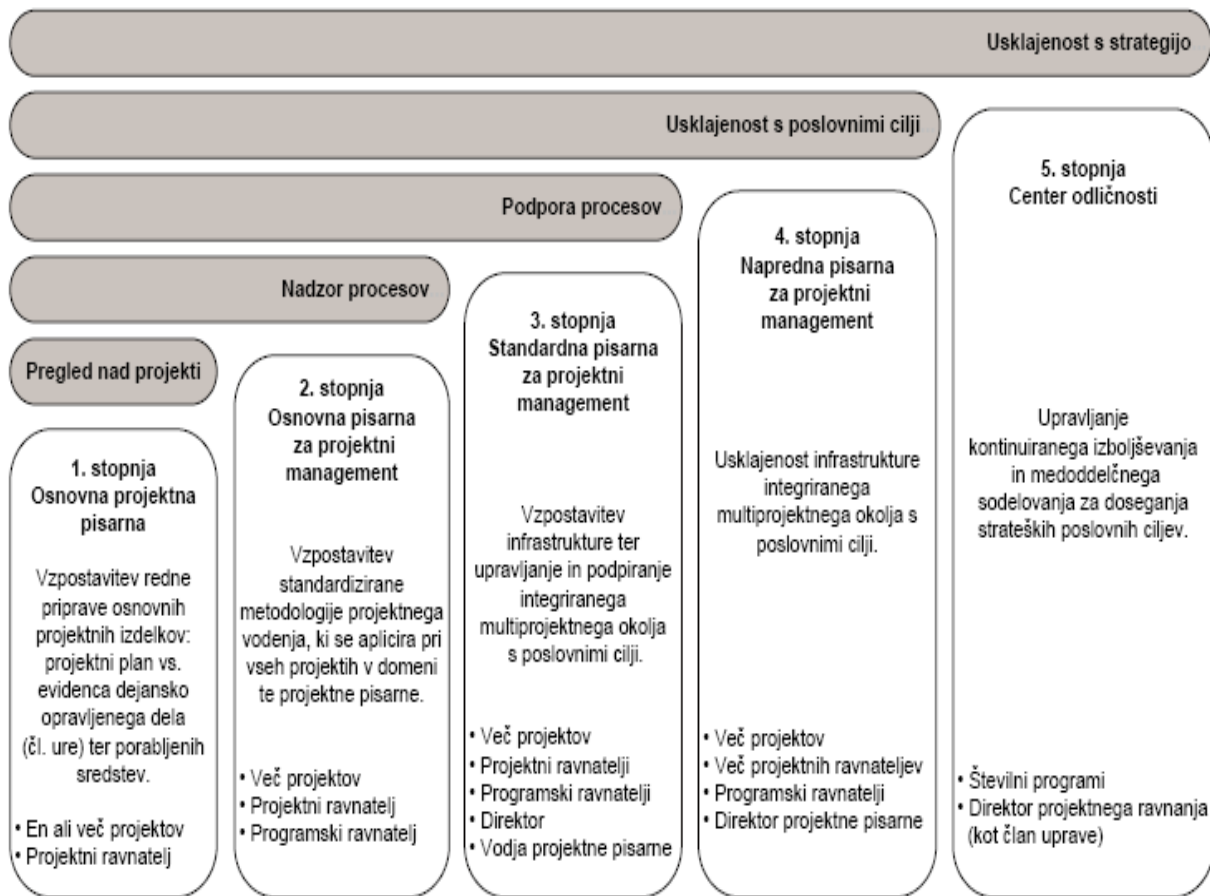 Usklajenost s strategijo
Usklajenost s poslovnimi cilji
Podpora procesov
Nadzor procesov
Pregled nad projekti
1. stopnja
Osnovna projektna
pisarna
Vzpostavitev redne
priprave osnovnih
projektnih izdelkov:
projektni plan vs.
evidenca dejansko
opravljenega dela
(čl. ure) ter porabljenih
sredstev.
• En ali več projektov
• Projektni ravnatelj
2. stopnja
Osnovna pisarna
za projektni
management
Vzpostavitev
standardizirane
metodologije projektnega
vodenja, ki se aplicira pri
vseh projektih v domeni
te projektne pisarne.
• Več projektov
• Projektni ravnatelj
• Programski ravnatelj
3. stopnja
Standardna pisarna
za projektni
management
Vzpostavitev
infrastrukture ter
upravljanje in podpiranje
integriranega
multiprojektnega okolja
s poslovnimi cilji.
• Več projektov
• Projektni ravnatelji
• Programski ravnatelji
• Direktor
• Vodja projektne pisarne
4. stopnja
Napredna pisarna
za projektni
management
Usklajenost infrastrukture
integriranega
multiprojektnega okolja s
poslovnimi cilji.
• Več projektov
• Več projektnih ravnateljev
• Programski ravnatelji
• Direktor projektne pisarne
5. stopnja
Center odličnosti
Upravljanje
kontinuiranega izboljševanja
in medoddelčnega
sodelovanja za doseganja
strateških poslovnih ciljev.
• Številni programi
• Direktor projektnega ravnanja
(kot član uprave)